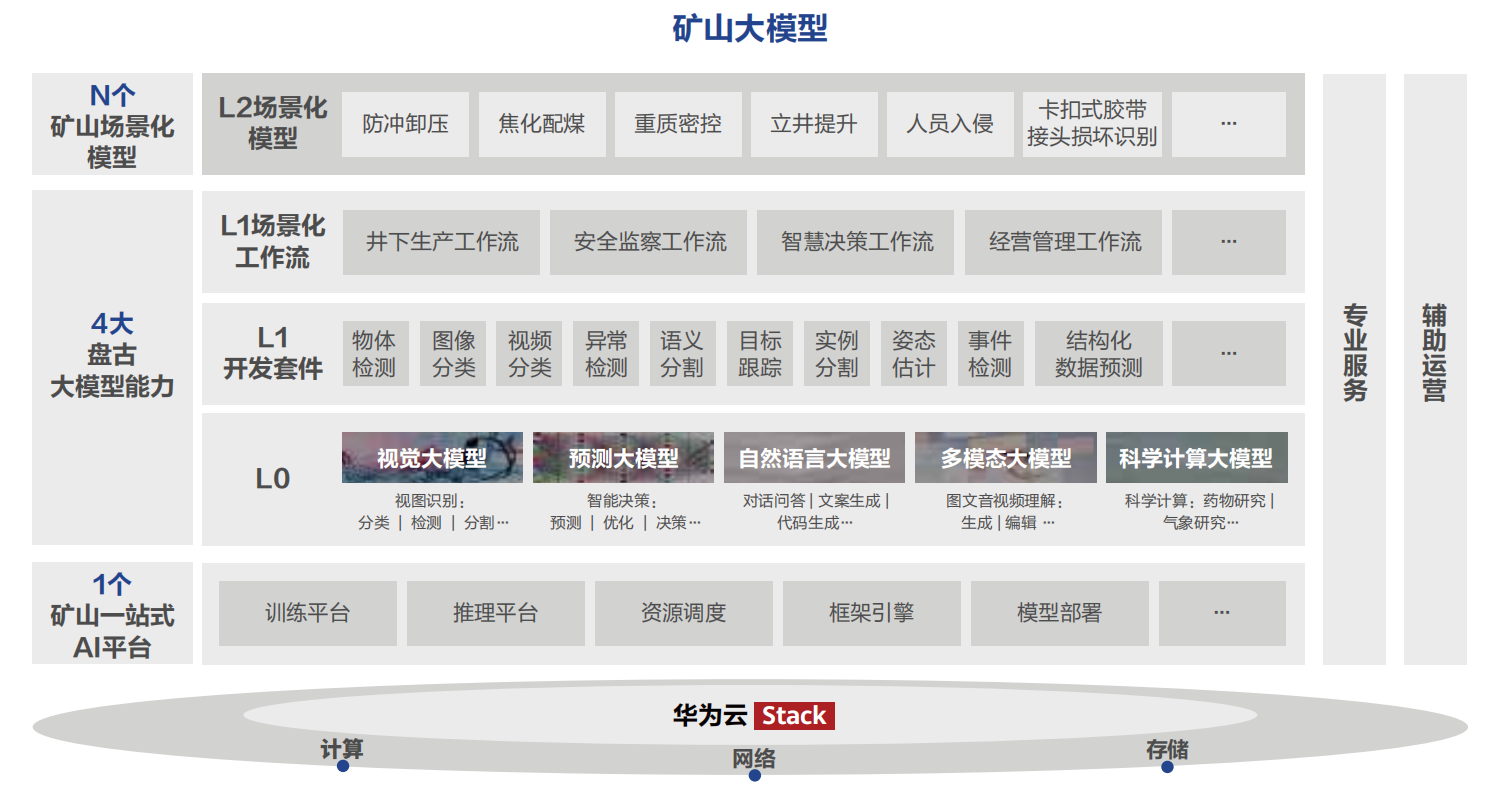 矿山大模型
N个
矿山场景化
模型
L2场景化
模型
防冲卸压
焦化配煤
重质密控
立井提升
人员入侵
卡扣式胶带
接头损坏识别
...
4大
盘古
大模型能力
L1场景化
工作流
井下生产工作流
安全监察工作流
智慧决策工作流
经营管理工作流
...
L1
开发套件
物体
检测
图像
分类
视频
分类
异常
检测
语义
分割
目标
跟踪
实例
分割
姿态
估计
事件
检测
结构化
数据预测
...
L0
视觉大模型
视图识别：
分类 | 检测 | 分割···
预测大模型
智能决策：
预测 | 优化 | 决策···
自然语言大模型
对话问答 | 文案生成 |
代码生成···
多模态大模型
图文音视频理解：
生成 | 编辑 ···
科学计算大模型
科学计算：药物研究 |
气象研究···
1个
矿山一站式
AI平台
训练平台
推理平台
资源调度
框架引擎
模型部署
...
专业服务
辅助运营
华为云 Stack
计算
网络
存储